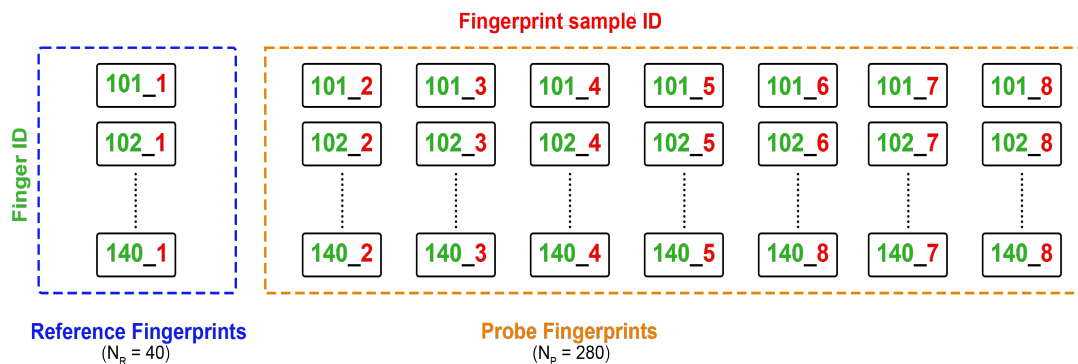 Fingerprint sample ID
Finger ID
101_1 101_2 101_3 101_4 101_5 101_6 101_7 101_8
102_1 102_2 102_3 102_4 102_5 102_6 102_7 102_8
140_1 140_2 140_3 140_4 140_5 140_8 140_7 140_8
Reference Fingerprints Probe Fingerprints
(N_R = 40) (N_P = 280)